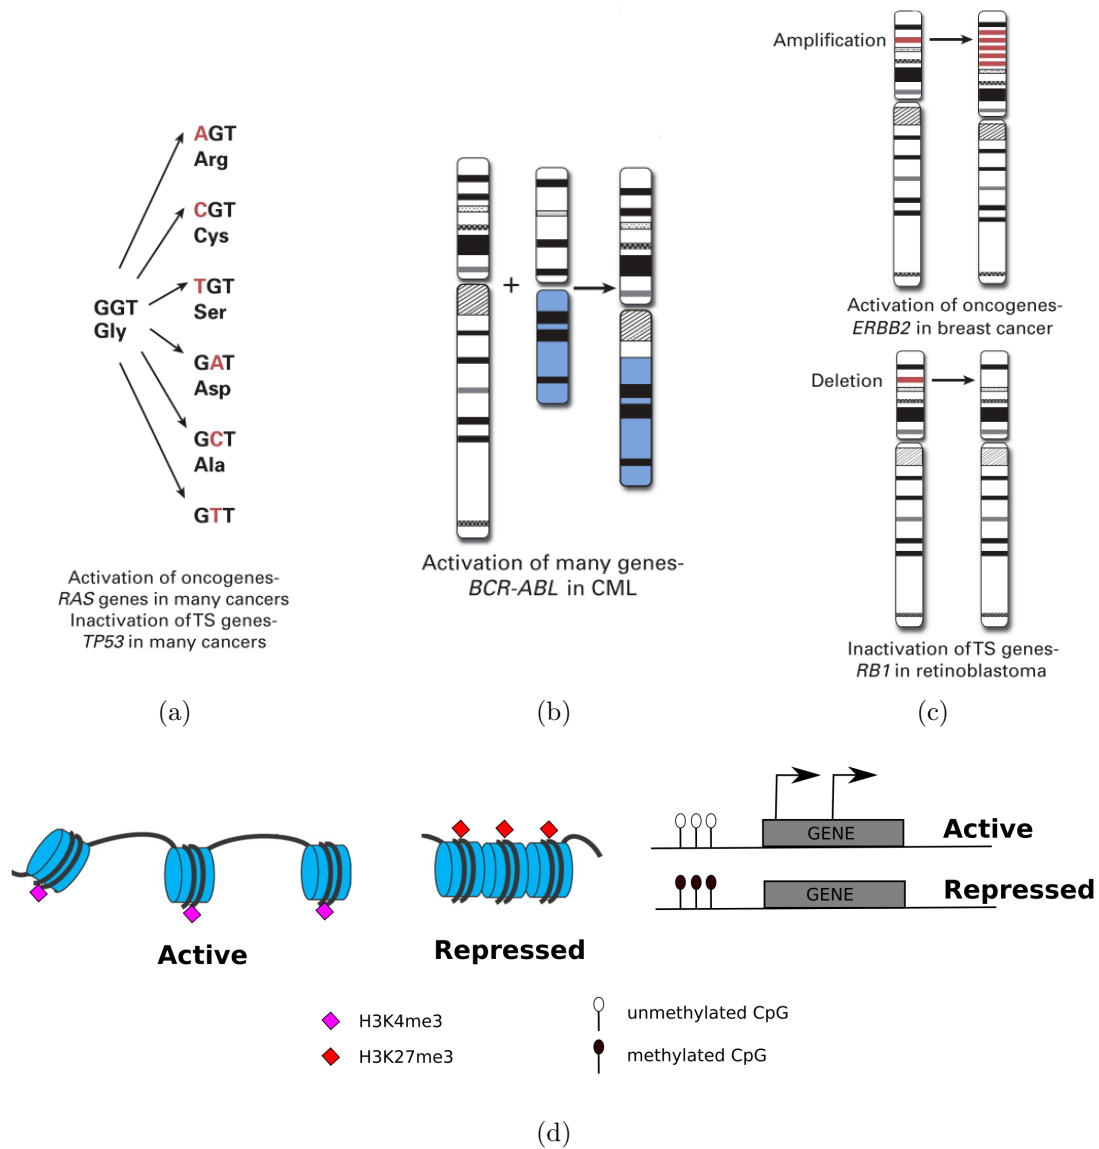 AGT
Arg
CGT
Cys
TGT
Ser
GGT
Gly
GAT
Asp
GCT
Ala
GTT
Activation of oncogenes-
RAS genes in many cancers
Inactivation of TS genes-
TP53 in many cancers
(a)
+
Activation of many genes-
BCR-ABL in CML
(b)
Amplification
Activation of oncogenes-
ERBB2 in breast cancer
Deletion
Inactivation of TS genes-
RB1 in retinoblastoma
(c)
Active
Repressed
GENE
Active
GENE
Repressed
H3K4me3
H3K27me3
unmethylated CpG
methylated CpG
(d)